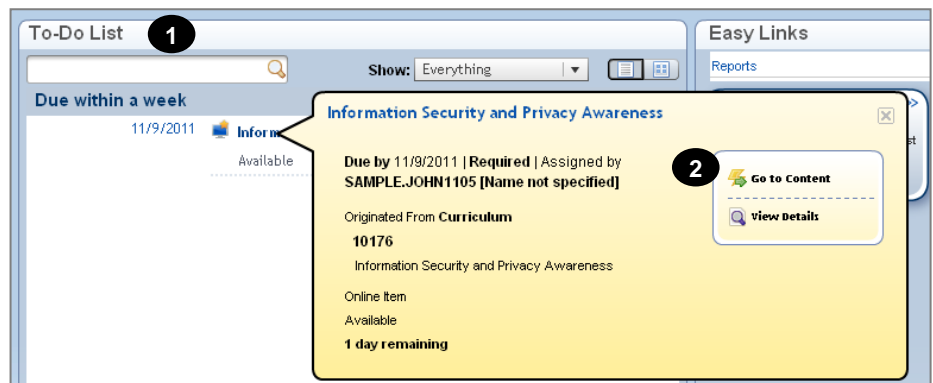 To-Do List 1
Easy Links
Show: Everything
Reports
Due within a week
11/9/2011
Inform
Available
Information Security and Privacy Awareness
Due by 11/9/2011 | Required | Assigned by
SAMPLE.JOHN1105 [Name not specified]
Originated From Curriculum
10176
Information Security and Privacy Awareness
Online Item
Available
1 day remaining
2
Go to Content
View Details
>>
st